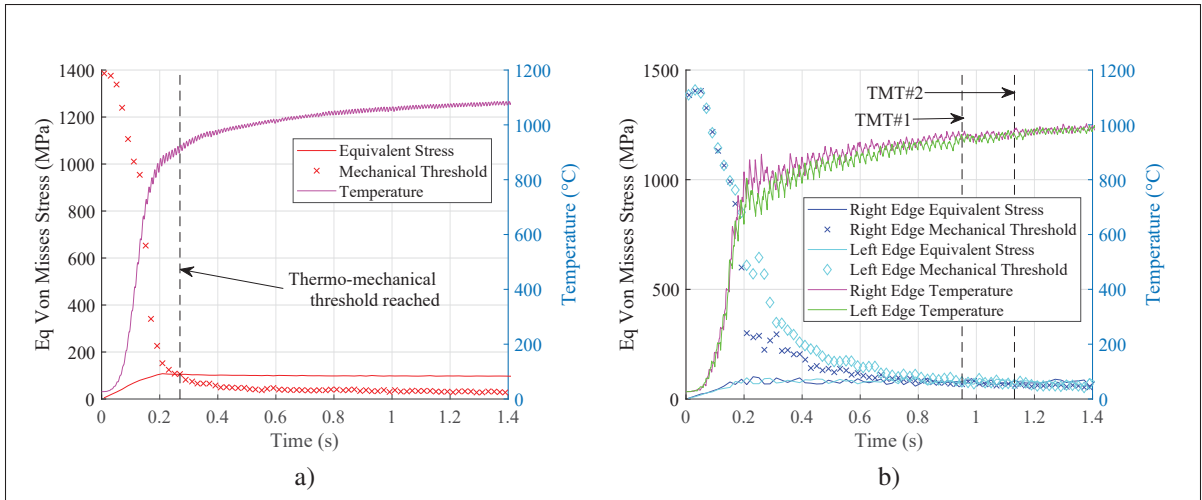 1400
1200
1000
800
600
400
200
0
Eq Von Misses Stress (MPa)
1200
1000
800
600
400
200
0
Temperature (°C)
Equivalent Stress
Mechanical Threshold
Temperature
Thermo-mechanical
threshold reached
0 0.2 0.4 0.6 0.8 1 1.2 1.4
Time (s)
a)
1500
1000
500
0
Eq Von Misses Stress (MPa)
1200
1000
800
600
400
200
0
Temperature (°C)
TMT#2
TMT#1
Right Edge Equivalent Stress
Right Edge Mechanical Threshold
Left Edge Equivalent Stress
Left Edge Mechanical Threshold
Right Edge Temperature
Left Edge Temperature
0 0.2 0.4 0.6 0.8 1 1.2 1.4
Time (s)
b)